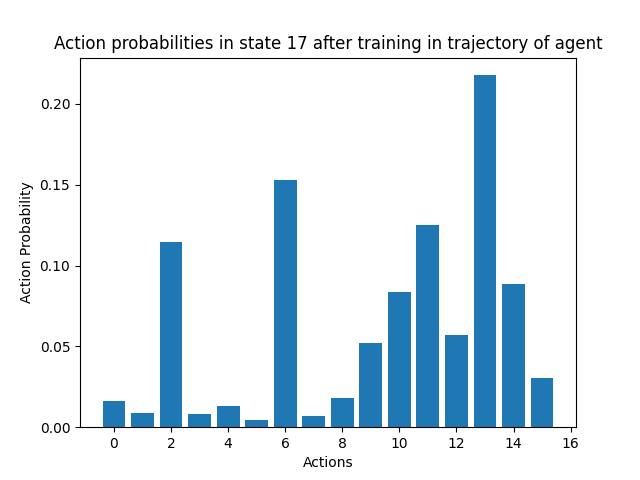 Action probabilities in state 17 after training in trajectory of agent
0.20
0.15
0.10
0.05
0.00
Action Probability
0 2 4 6 8 10 12 14 16
Actions